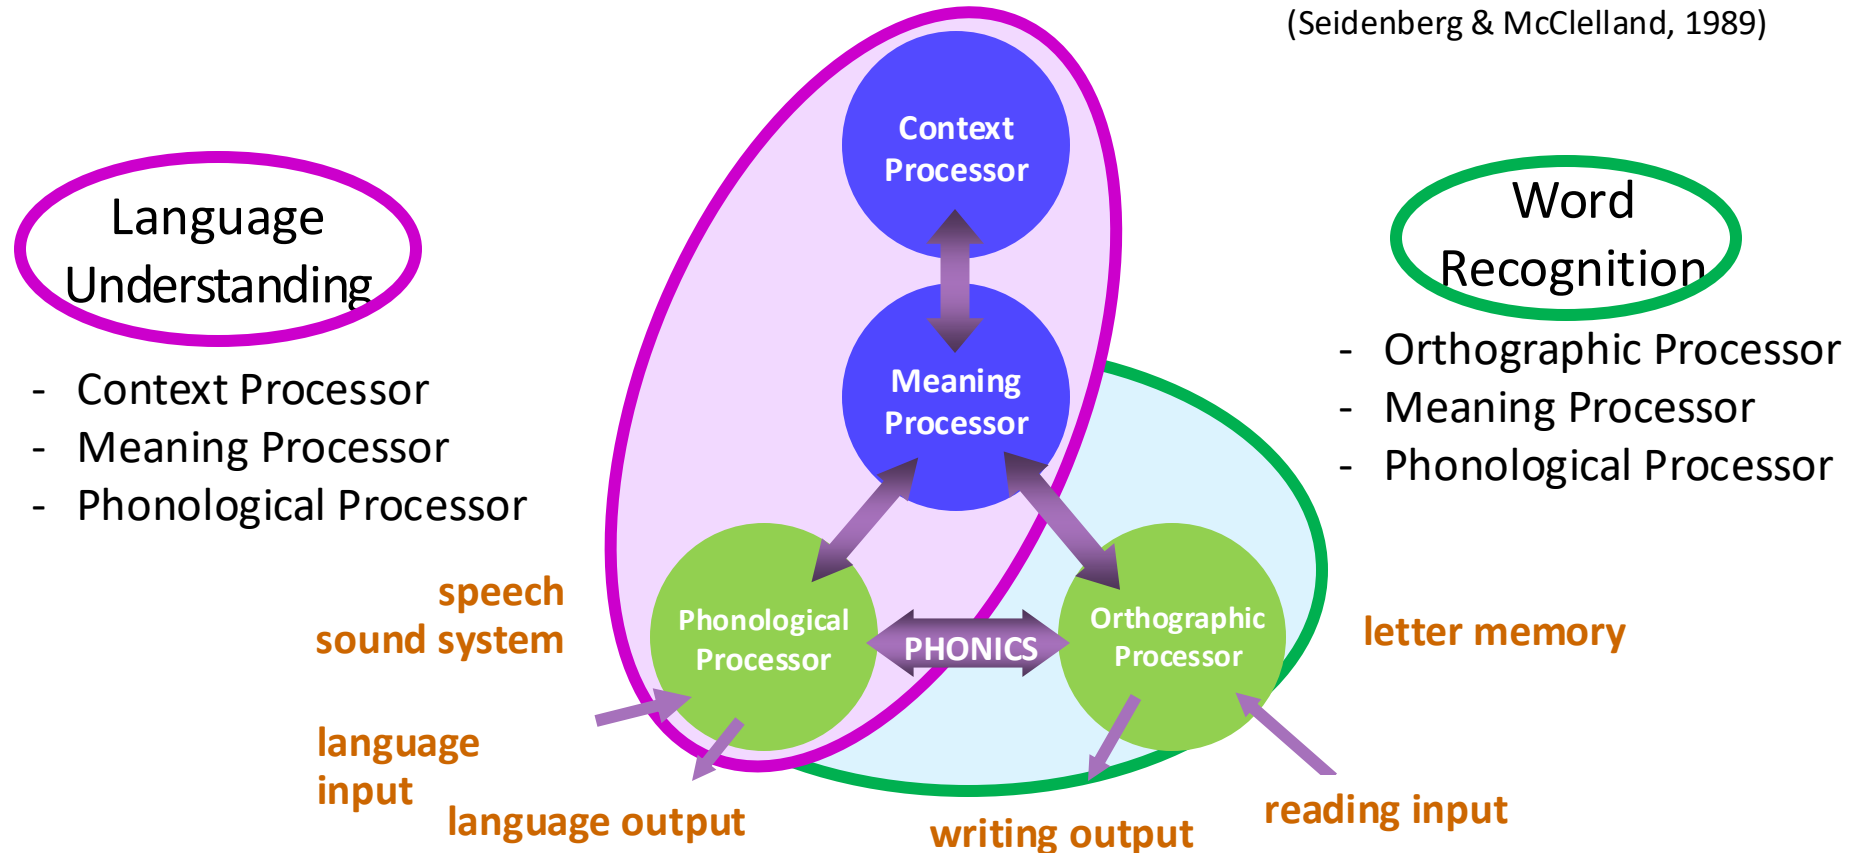 (Seidenberg & McClelland, 1989)
Language
Understanding
- Context Processor
- Meaning Processor
- Phonological Processor
Context
Processor
Meaning
Processor
Phonological
Processor
PHONICS
Orthographic
Processor
Word
Recognition
- Orthographic Processor
- Meaning Processor
- Phonological Processor
speech
sound system
letter memory
language
input
language output
writing output
reading input